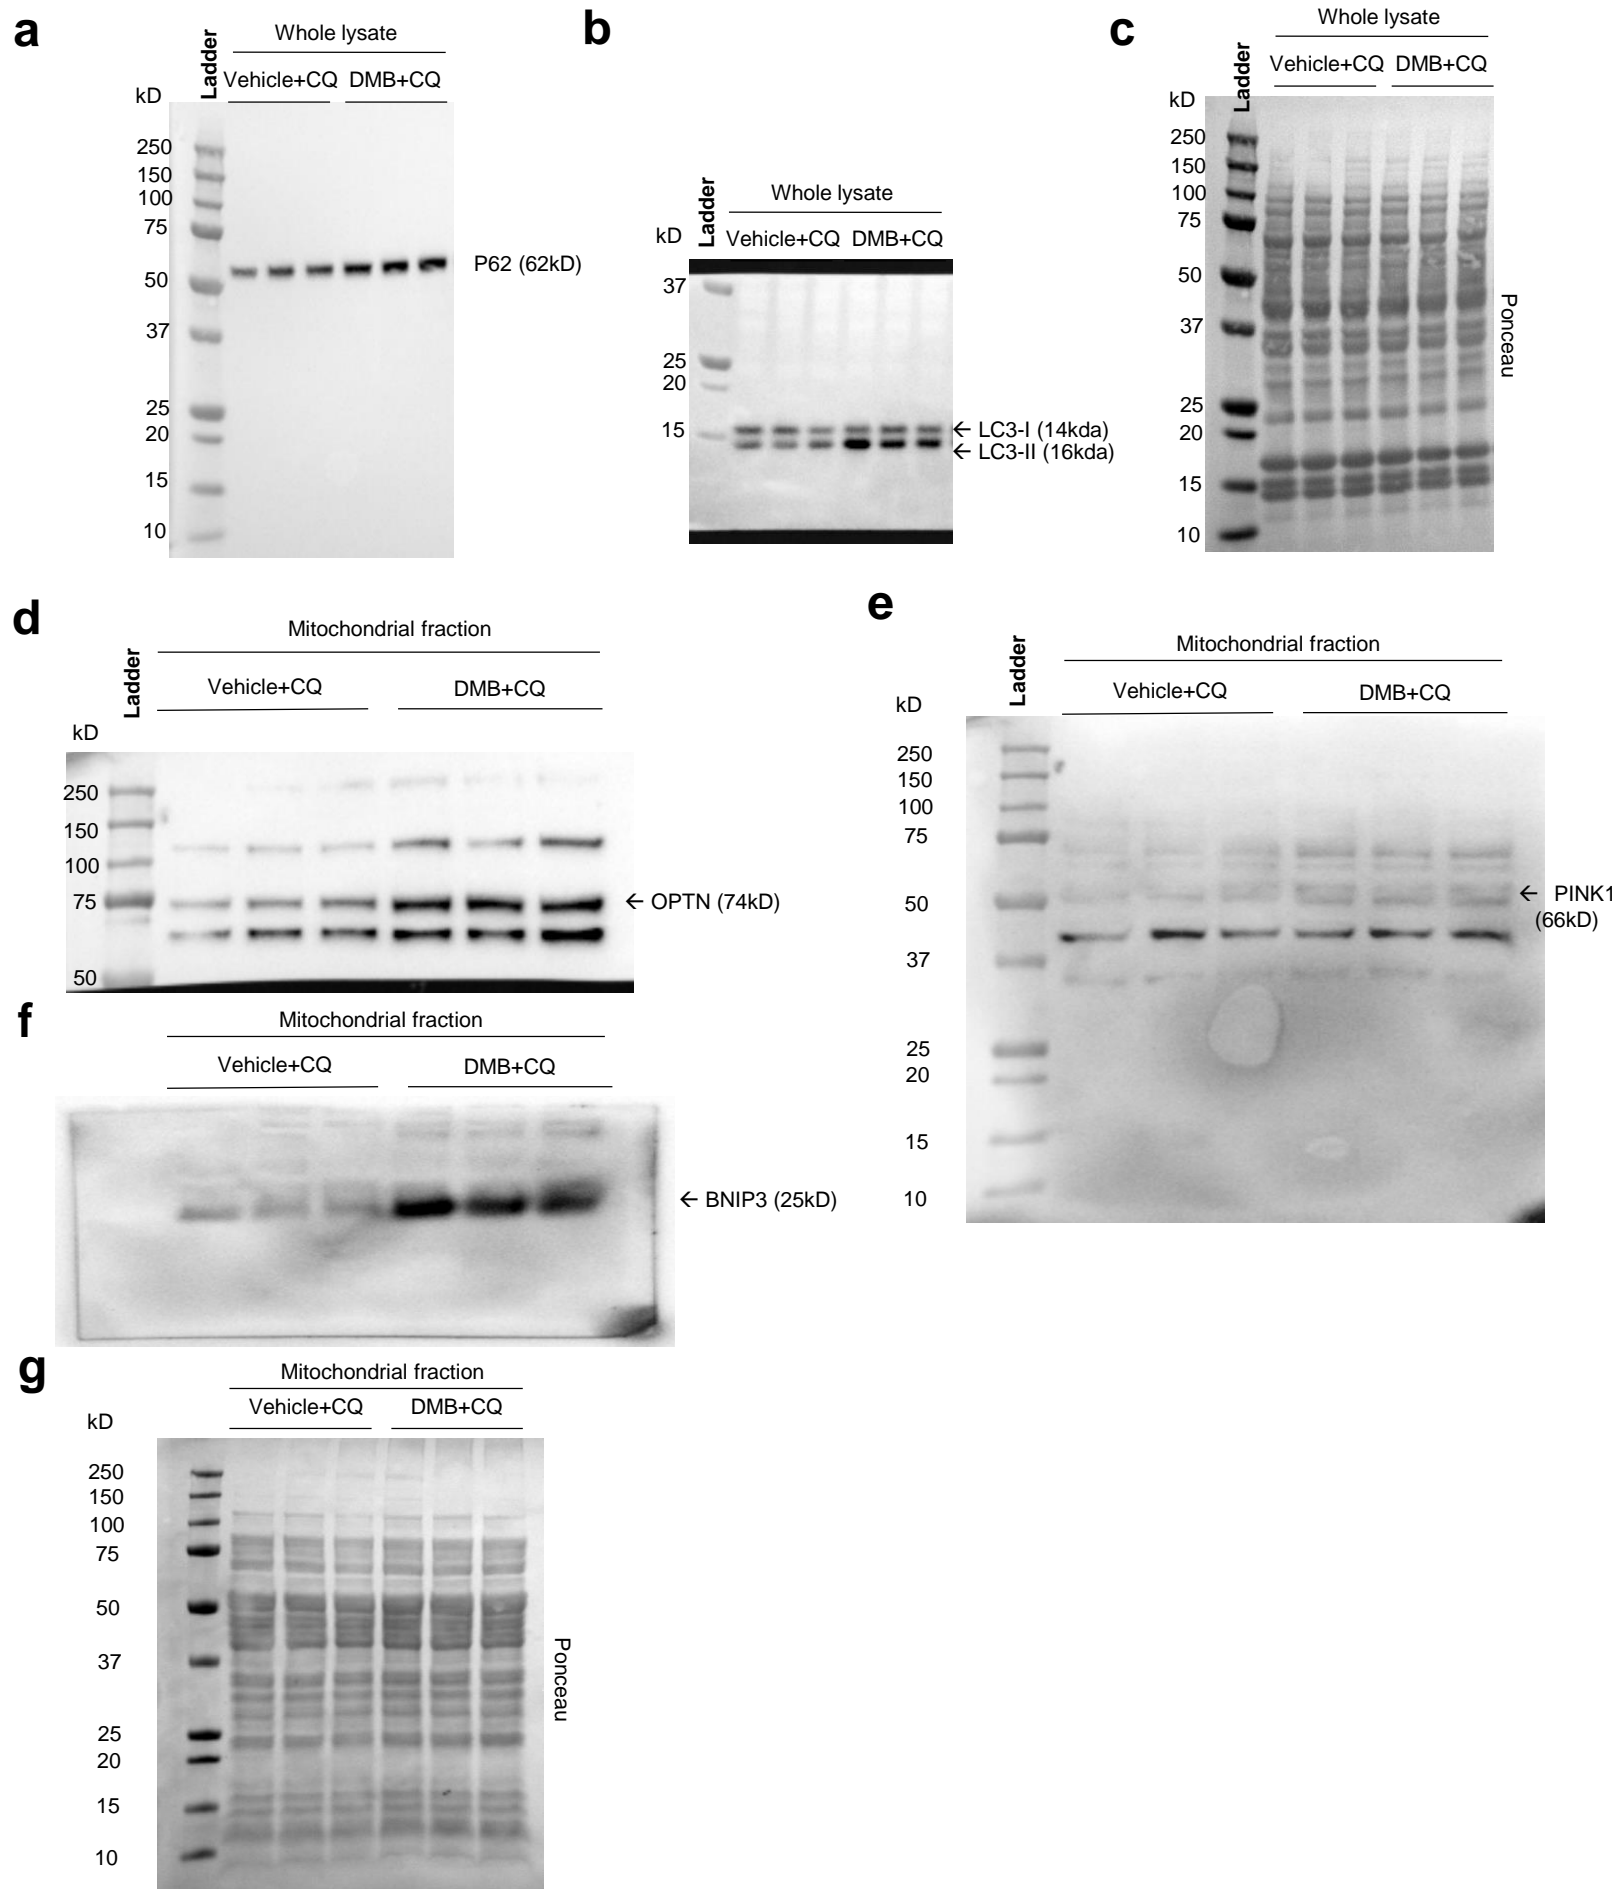 a
Ladder
Whole lysate
Vehicle+CQ
DMB+CQ
kD
250
150
100
75
50
37
25
20
15
10
P62 (62kD)
b
Ladder
Whole lysate
kD
Vehicle+CQ
DMB+CQ
37
25
20
15
← LC3-I (14kda)
← LC3-II (16kda)
c
Ladder
Whole lysate
Vehicle+CQ
DMB+CQ
kD
250
150
100
75
50
37
25
20
15
10
Ponceau
d
Ladder
Mitochondrial fraction
Vehicle+CQ
DMB+CQ
kD
250
150
100
75
50
← OPTN (74kD)
e
Ladder
Mitochondrial fraction
Vehicle+CQ
DMB+CQ
kD
250
150
100
75
50
37
25
20
15
10
← PINK1
(66kD)
f
Mitochondrial fraction
Vehicle+CQ
DMB+CQ
← BNIP3 (25kD)
g
Mitochondrial fraction
Vehicle+CQ
DMB+CQ
kD
250
150
100
75
50
37
25
20
15
10
Ponceau